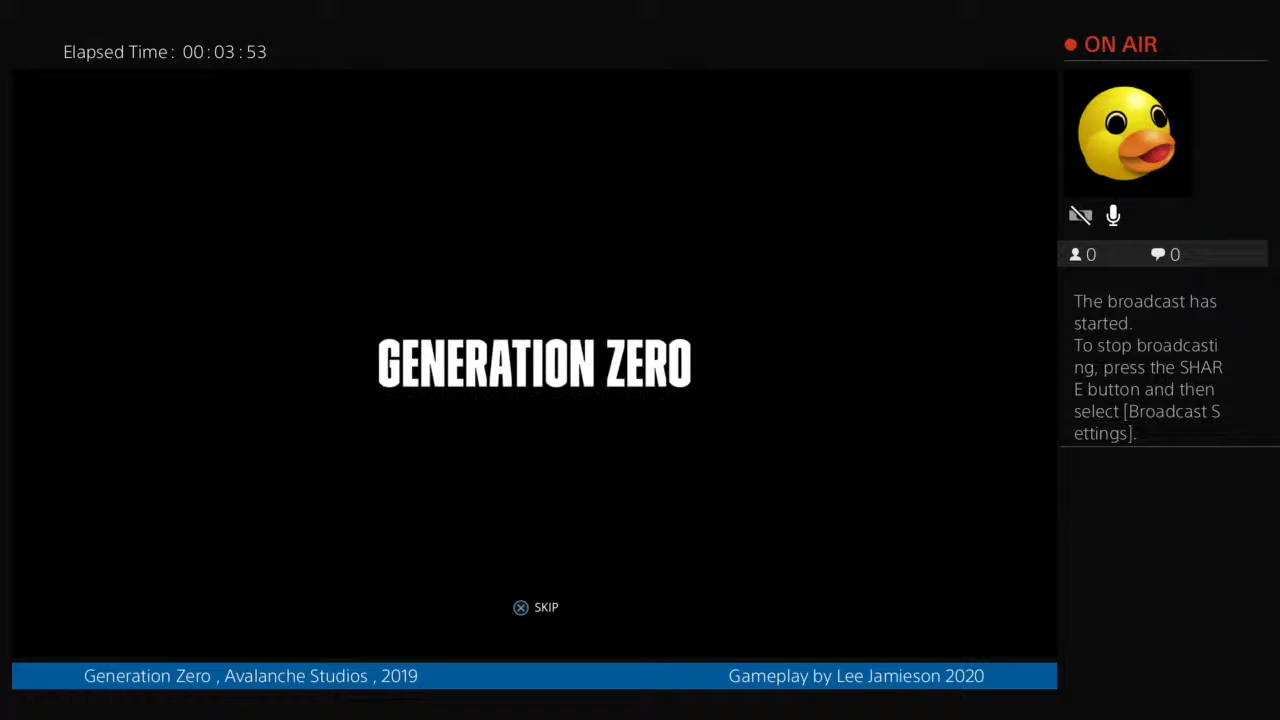 Elapsed Time: 00:03:53
ON AIR
0 0
The broadcast has
started.
To stop broadcasti
ng, press the SHAR
E button and then
select [Broadcast S
ettings].
GENERATION ZERO
SKIP
Generation Zero , Avalanche Studios , 2019
Gameplay by Lee Jamieson 2020